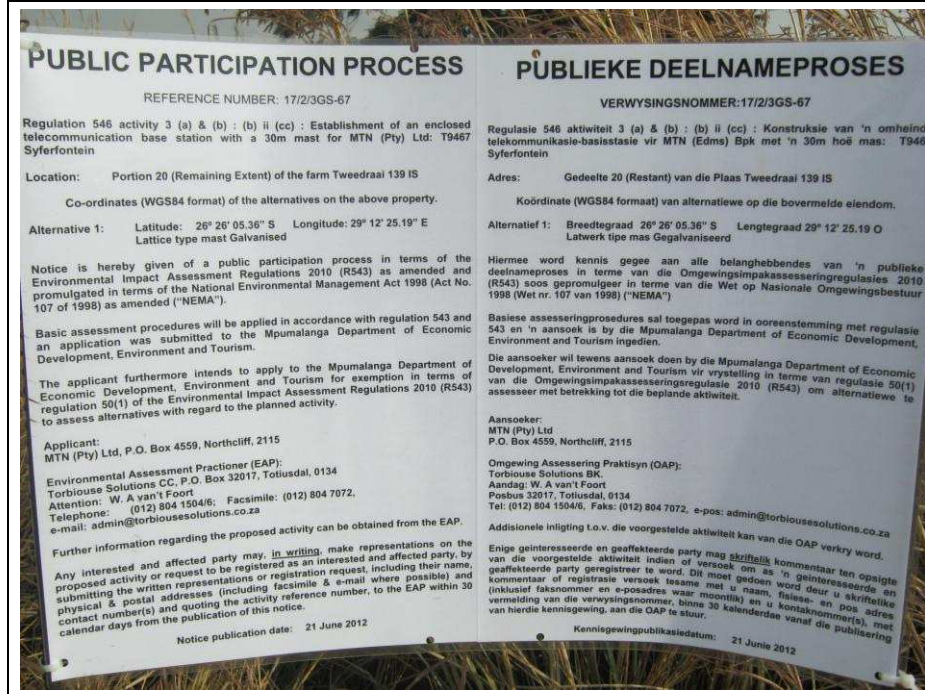 PUBLIC PARTICIPATION PROCESS
REFERENCE NUMBER: 17/2/3GS-67
Regulation 546 activity 3 (a) & (b) : (b) ii (cc) : Establishment of an enclosed
telecommunication base station with a 30m mast for MTN (Pty) Ltd: T9467
Syferfontein
Location: Portion 20 (Remaining Extent) of the farm Tweedraai 139 IS
Co-ordinates (WGS84 format) of the alternatives on the above property.
Alternative 1: Latitude: 26º 26' 05.36" S Longitude: 29º 12' 25.19" E
Lattice type mast Galvanised
Notice is hereby given of a public participation process in terms of the
Environmental Impact Assessment Regulations 2010 (R543) as amended and
promulgated in terms of the National Environmental Management Act 1998 (Act No.
107 of 1998) as amended ("NEMA").
Basic assessment procedures will be applied in accordance with regulation 543 and
an application was submitted to the Mpumalanga Department of Economic
Development, Environment and Tourism.
The applicant furthermore intends to apply to the Mpumalanga Department of
Economic Development, Environment and Tourism for exemption in terms of
regulation 50(1) of the Environmental Impact Assessment Regulations 2010 (R543)
to assess alternatives with regard to the planned activity.
Applicant:
MTN (Pty) Ltd, P.O. Box 4559, Northcliff, 2115
Environmental Assessment Practioner (EAP):
Torbiouse Solutions CC, P.O. Box 32017, Totiusdal, 0134
Attention: W. A van't Foort
Telephone: (012) 804 1504/6; Facsimile: (012) 804 7072,
e-mail: admin@torbiousesolutions.co.za
Further information regarding the proposed activity can be obtained from the EAP.
Any interested and affected party may, in writing, make representations on the
proposed activity or request to be registered as an interested and affected party, by
submitting the written representations or registration request, including their name,
physical & postal addresses (including facsimile & e-mail where possible) and
contact number(s) and quoting the activity reference number, to the EAP within 30
calendar days from the publication of this notice.
Notice publication date: 21 June 2012
PUBLIEKE DEELNAMEPROSES
VERWYSINGSNOMMER:17/2/3GS-67
Regulasie 546 aktiwiteit 3 (a) & (b) : (b) ii (cc) : Konstruksie van 'n omheind
telekommunikasie-basisstasie vir MTN (Edms) Bpk met 'n 30m hoë mas: T946
Syferfontein
Adres: Gedeelte 20 (Restant) van die Plaas Tweedraai 139 IS
Koördinate (WGS84 formaat) van alternatiewe op die bovermelde eiendom.
Alternatief 1: Breedtegraad 26º 26' 05.36" S Lengtegraad 29º 12' 25.19 O
Latwerk tipe mas Gegalvaniseerd
Hiermee word kennis gegee aan alle belanghebbendes van 'n publieke
deelnameproses in terme van die Omgewingsimpakassesseringregulasies 2010
(R543) soos gepromulgeer in terme van die Wet op Nasionale Omgewingsbestuur
1998 (Wet nr. 107 van 1998) ("NEMA")
Basiese assesseringprosedures sal toegepas word in ooreenstemming met regulasie
543 en 'n aansoek is by die Mpumalanga Department of Economic Development,
Environment and Tourism ingedien.
Die aansoeker wil tewens aansoek doen by die Mpumalanga Department of Economic
Development, Environment and Tourism vir vrystelling in terme van regulasie 50(1)
van die Omgewingsimpakassesseringsregulasie 2010 (R543) om alternatiewe te
assesseer met betrekking tot die beplande aktiwiteit.
Aansoeker:
MTN (Pty) Ltd
P.O. Box 4559, Northcliff, 2115
Omgewing Assessering Praktisyn (OAP):
Torbiouse Solutions BK.
Aandag: W. A van't Foort
Posbus 32017, Totiusdal, 0134
Tel: (012) 804 1504/6, Faks: (012) 804 7072, e-pos: admin@torbiousesolutions.co.za
Addisionele inligting t.o.v. die voorgestelde aktiwiteit kan van die OAP verkry word.
Enige geinteresseerde en geaffekteerde party mag skriftelik kommentaar ten opsigte
van die voorgestelde aktiwiteit indien of versoek om as 'n geinteresseerde en
geaffekteerde party geregistreer te word. Dit moet gedoen word deur u skriftelike
kommentaar of registrasie versoek tesame met u naam, fisiese- en pos adres
(inklusief faksnommer en e-posadres waar moontlik) en u kontaknommer(s), met
vermelding van die verwysingsnommer, binne 30 kalenderdae vanaf die publisering
van hierdie kennisgewing, aan die OAP te stuur.
Kennisgewingpublikasiedatum: 21 Junie 2012